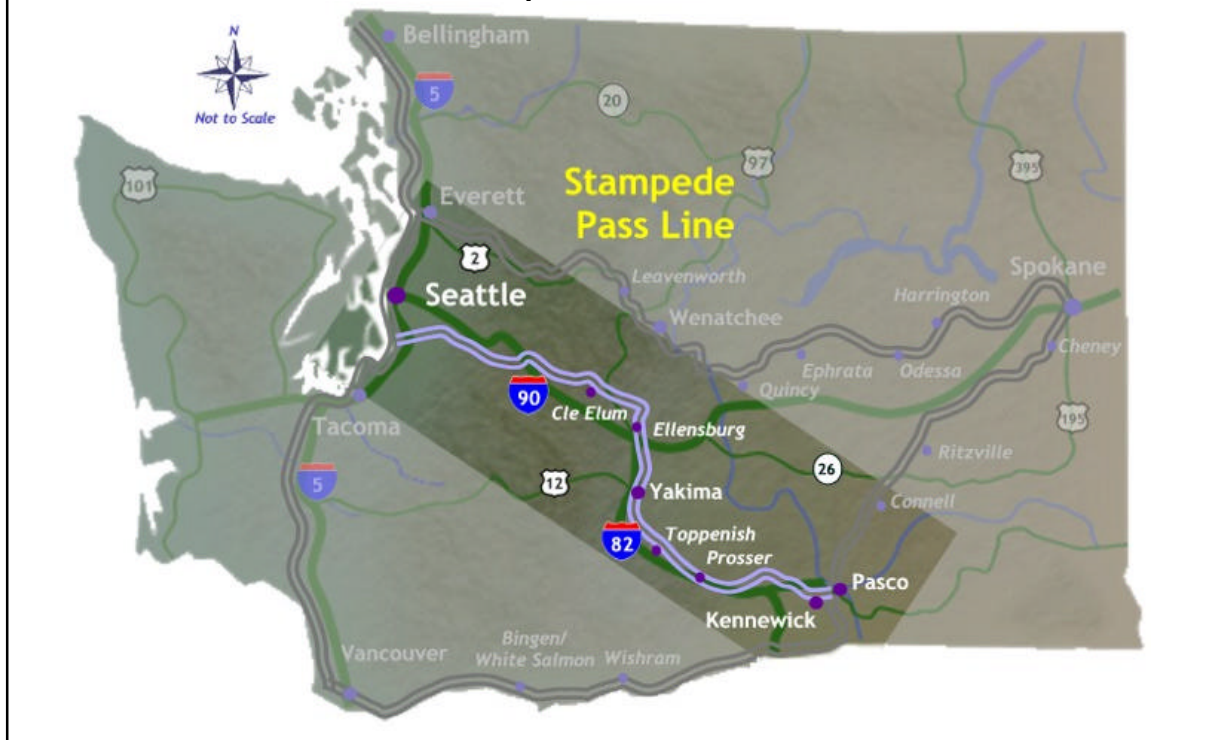 N
Not to Scale
Bellingham
5
20
Stampede
Pass Line
97
395
101
Everett
2
Leavenworth
Spokane
Seattle
Harrington
Wenatchee
Cheney
Ephrata
Odessa
Quincy
90
Cle Elum
Tacoma
Ellensburg
195
26
Ritzville
5
12
Yakima
Connell
Toppenish
82
Prosser
Pasco
Kennewick
Bingen/
White Salmon
Wishram
Vancouver